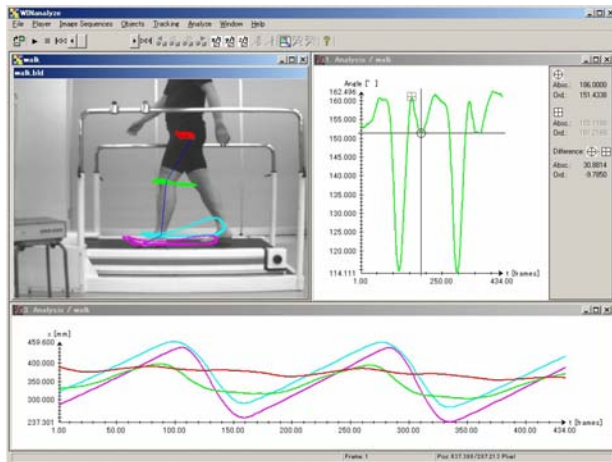 WINanalyze
File Player Image Sequences Objects Tracking Analyze Window Help
walk
walk.bld
1. Analysis / walk
Angle [° ]
162.496
160.000
155.000
150.000
145.000
140.000
135.000
130.000
125.000
120.000
114.111
1.00
250.00
434.00
t [frames]
Absc.: 186.0000
Ord.: 151.4338
Absc.:
Ord.:
Difference:
Absc.: 30.8814
Ord.: -9.7850
Analysis / walk
x [mm]
459.600
400.000
350.000
300.000
237.301
1.00 50.00 100.00 150.00 200.00 250.00 300.00 350.00 434.00
t [frames]
Frame: 1
Pos: Pixel